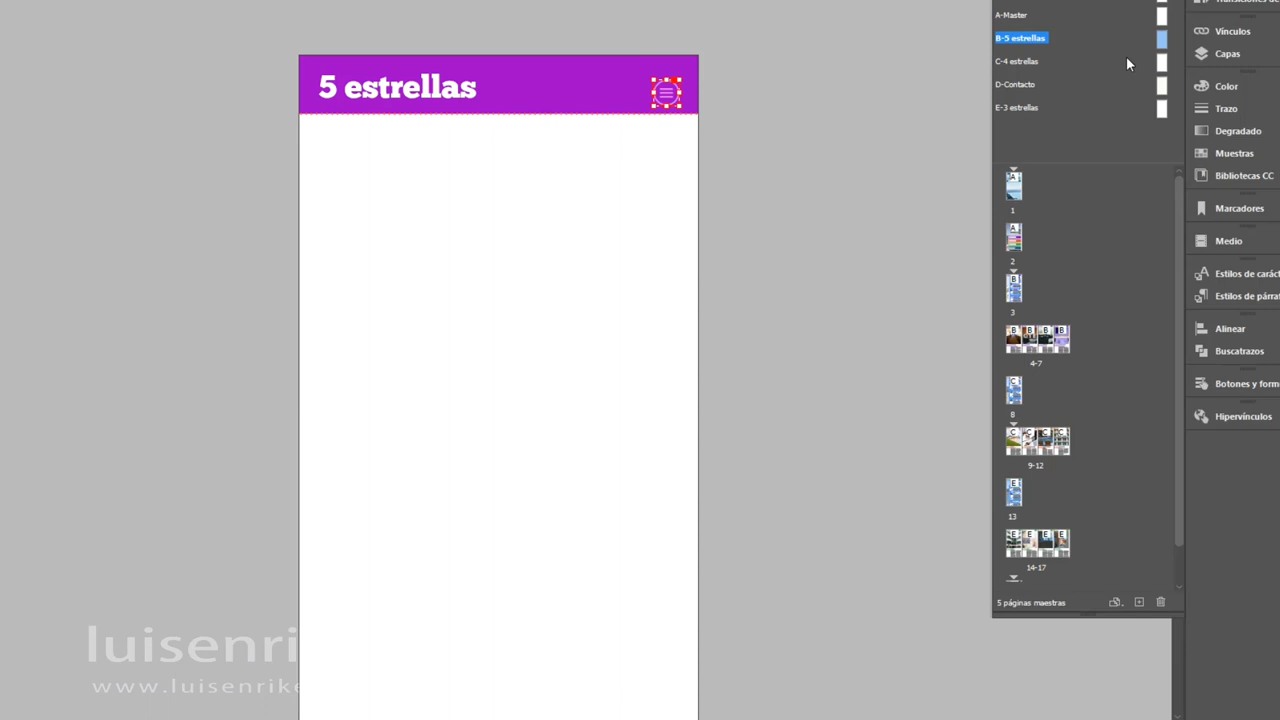 5 estrellas
luisenri
www.luisenrike
A-Master
B-5 estrellas
C-4 estrellas
D-Contacto
E-3 estrellas
A
1
A
2
B
3
B B B B
4-7
C
8
C C C C
9-12
E
13
E E E E
14-17
5 páginas maestras
Vínculos
Capas
Color
Trazo
Degradado
Muestras
Bibliotecas CC
Marcadores
Medio
Estilos de caráct
Estilos de párraf
Alinear
Buscatrazos
Botones y form
Hipervínculos